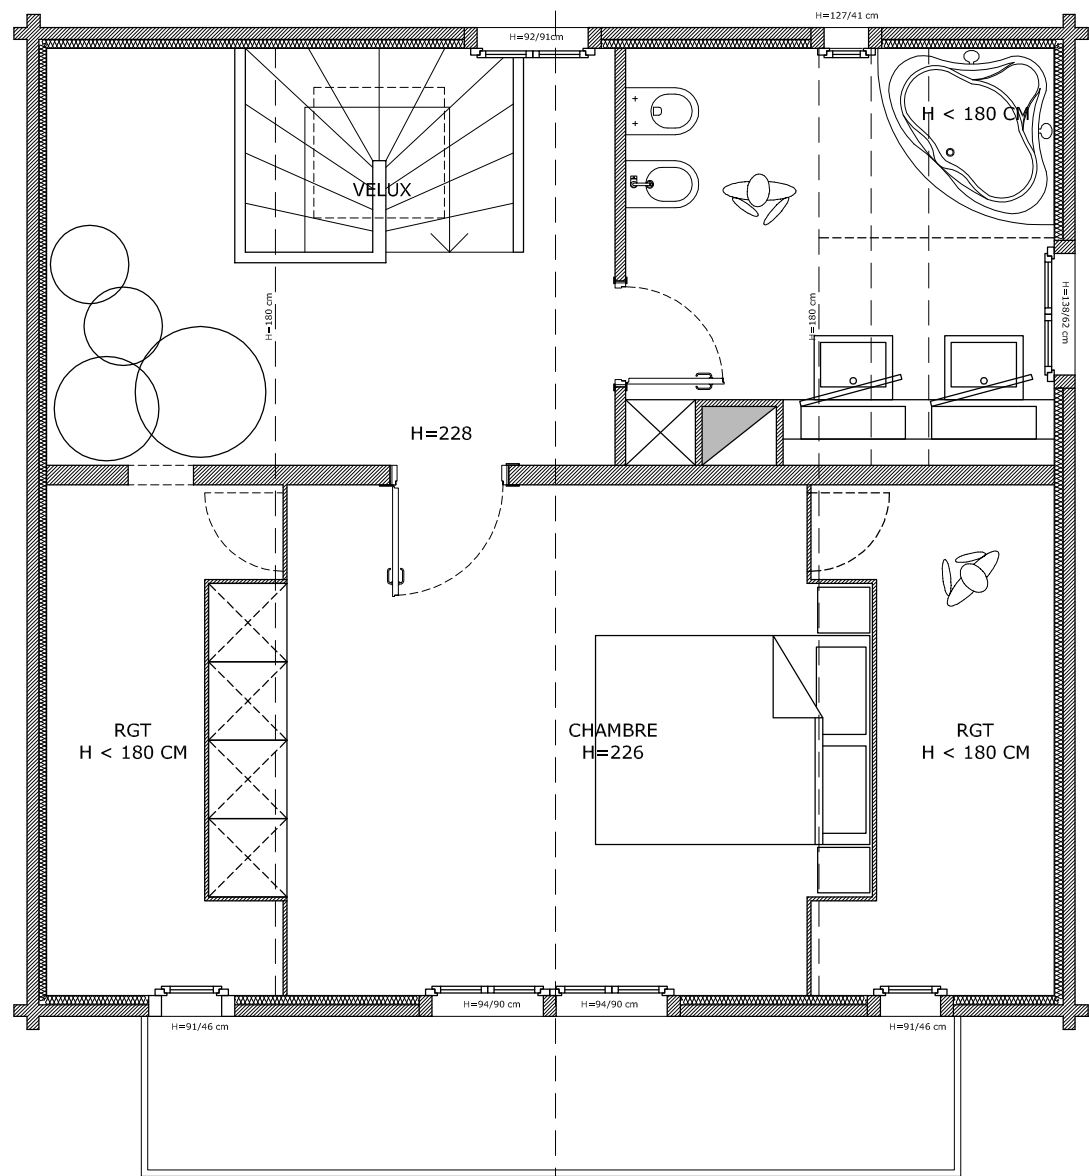 H=127/41 cm
H=92/91cm
H < 180 CM
VELUX
H=180 cm
H=180 cm
H=138/62 cm
H=228
RGT
H < 180 CM
CHAMBRE
H=226
RGT
H < 180 CM
H=94/90 cm
H=94/90 cm
H=91/46 cm
H=91/46 cm